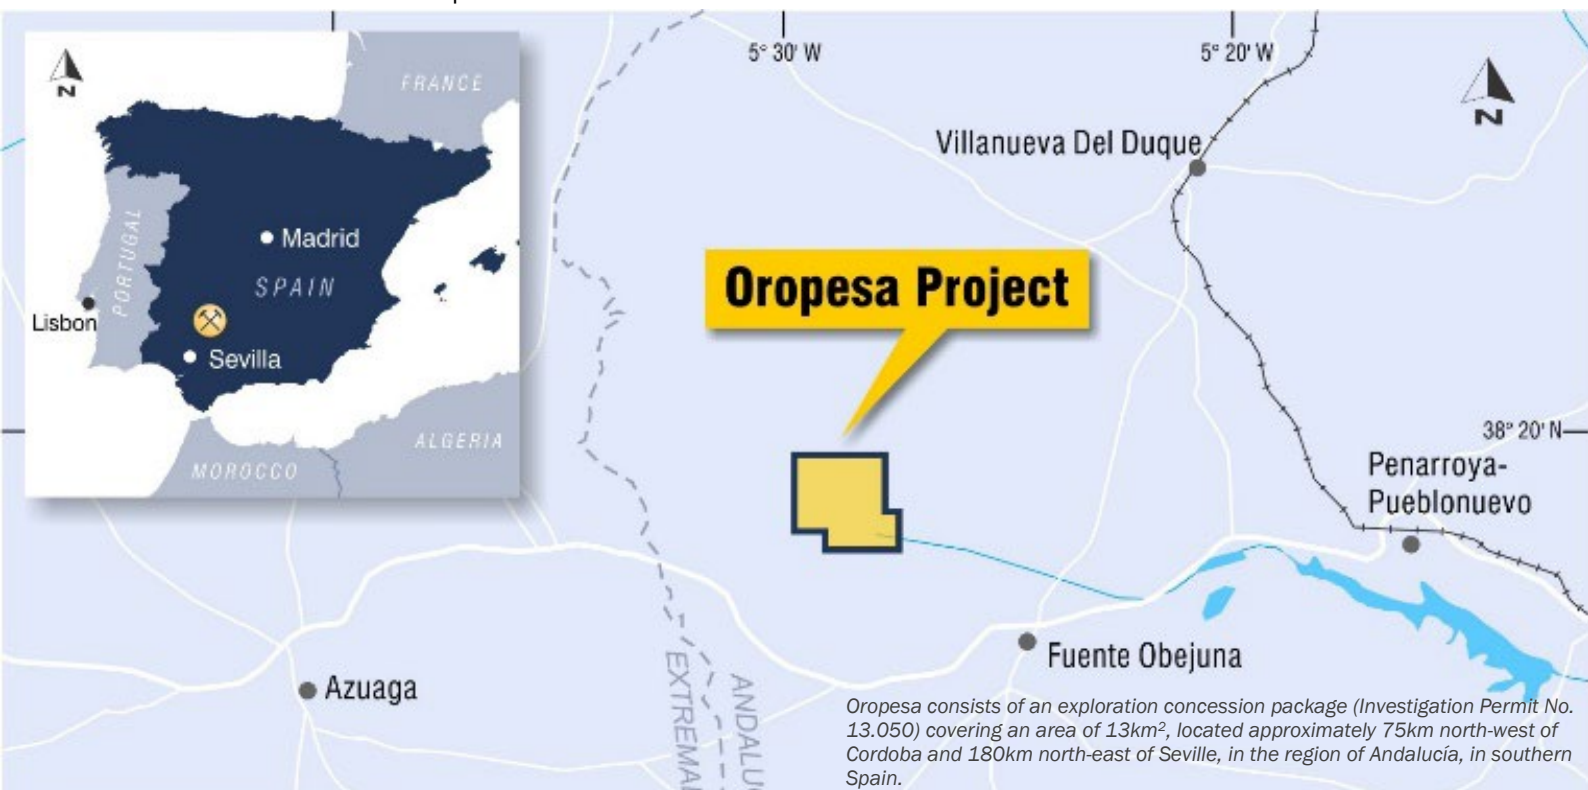 5° 30' W
5° 20' W
N
FRANCE
N
Villanueva Del Duque
PORTUGAL
Madrid
SPAIN
Oropesa Project
Lisbon
Sevilla
ALGERIA
MOROCCO
38° 20' N
Penarroya-
Pueblonuevo
Fuente Obejuna
Azuaga
EXTREMA
ANDALU
Oropesa consists of an exploration concession package (Investigation Permit No.
13.050) covering an area of 13km², located approximately 75km north-west of
Cordoba and 180km north-east of Seville, in the region of Andalucía, in southern
Spain.